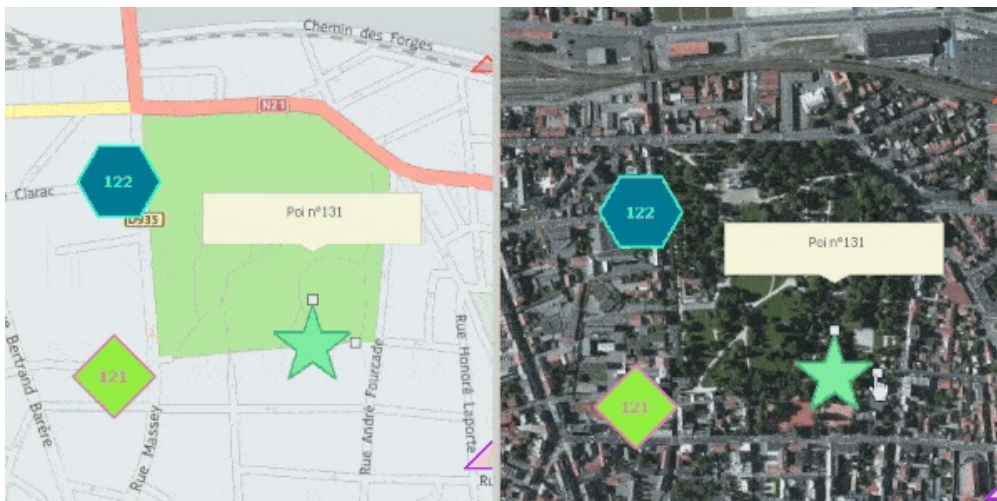 Chemin des Forges
N21
122
Clarac
D935
Poi n°131
121
Rue Bertrand Barère
Rue Massey
Rue André Fourcade
Rue Honoré Laporte
122
Poi n°131
121